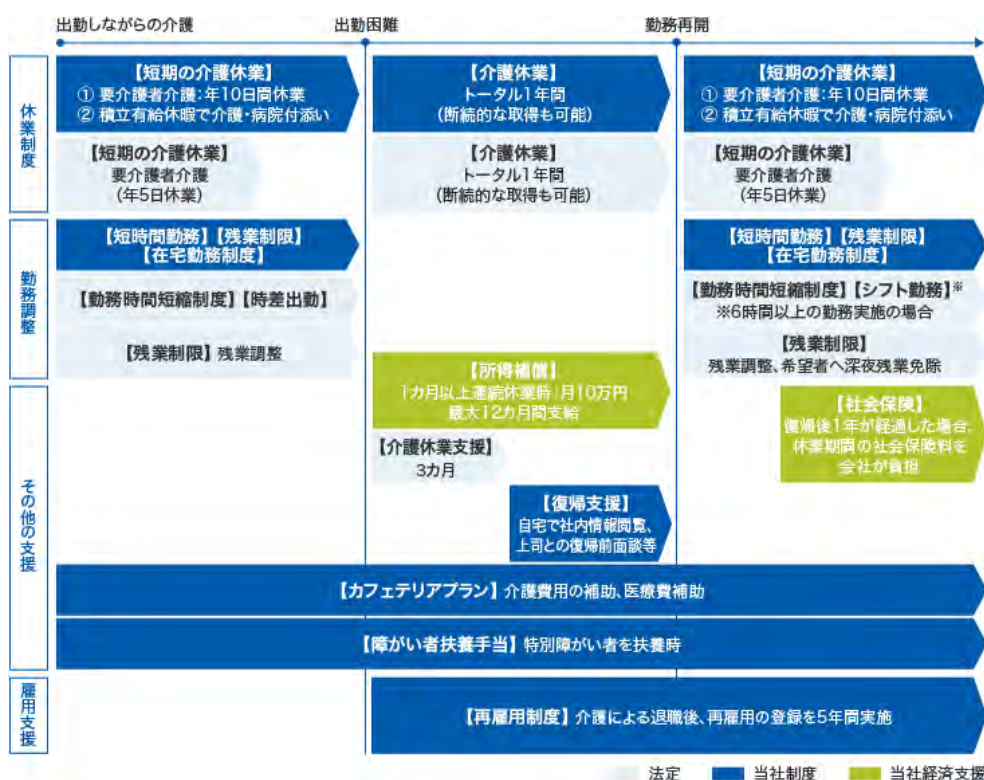 出勤しながらの介護
出勤困難
勤務再開
休業制度
【短期の介護休業】
① 要介護者介護：年10日間休業
② 積立有給休暇で介護・病院付添い
【介護休業】
トータル1年間
（断続的な取得も可能）
【短期の介護休業】
① 要介護者介護：年10日間休業
② 積立有給休暇で介護・病院付添い
【短期の介護休業】
要介護者介護
（年5日休業）
【介護休業】
トータル1年間
（断続的な取得も可能）
【短期の介護休業】
要介護者介護
（年5日休業）
勤務調整
【短時間勤務】【残業制限】
【在宅勤務制度】
【短時間勤務】【残業制限】
【在宅勤務制度】
【勤務時間短縮制度】【時差出勤】
【勤務時間短縮制度】【シフト勤務】※
※6時間以上の勤務実施の場合
【残業制限】残業調整
【残業制限】
残業調整、希望者へ深夜残業免除
その他の支援
【所得補償】
1カ月以上連続休業時 月10万円
最大12カ月間支給
【社会保険】
復帰後1年が経過した場合、
休業期間の社会保険料を
会社が負担
【介護休業支援】
3カ月
【復帰支援】
自宅で社内情報閲覧、
上司との復帰前面談等
【カフェテリアプラン】介護費用の補助、医療費補助
【障がい者扶養手当】特別障がい者を扶養時
雇用支援
【再雇用制度】介護による退職後、再雇用の登録を5年間実施
法定
当社制度
当社経済支援